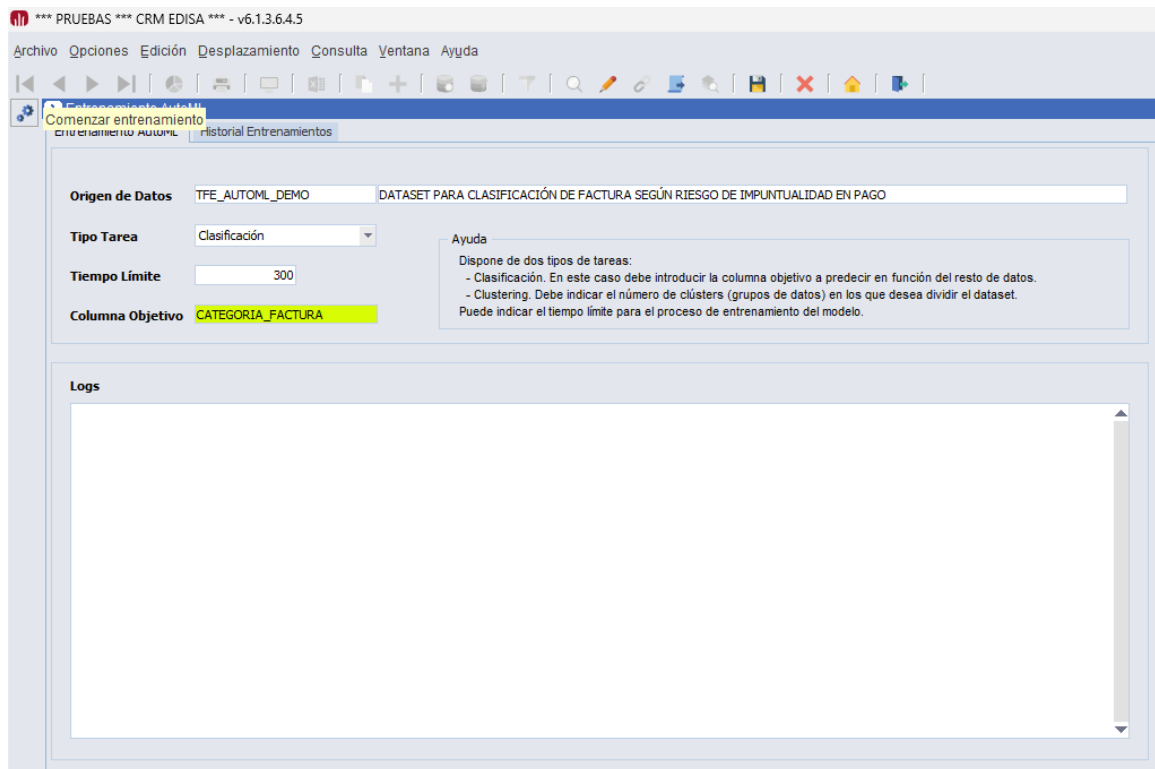 *** PRUEBAS *** CRM EDISA *** - v6.1.3.6.4.5
Archivo Opciones Edición Desplazamiento Consulta Ventana Ayuda
Entrenamiento AutoML
Comenzar entrenamiento
Entrenamiento AutoML Historial Entrenamientos
Origen de Datos TFE_AUTOML_DEMO DATASET PARA CLASIFICACIÓN DE FACTURA SEGÚN RIESGO DE IMPUNTUALIDAD EN PAGO
Tipo Tarea Clasificación
Ayuda
Dispone de dos tipos de tareas:
- Clasificación. En este caso debe introducir la columna objetivo a predecir en función del resto de datos.
Tiempo Límite 300
- Clustering. Debe indicar el número de clústers (grupos de datos) en los que desea dividir el dataset.
Puede indicar el tiempo límite para el proceso de entrenamiento del modelo.
Columna Objetivo CATEGORIA_FACTURA
Logs